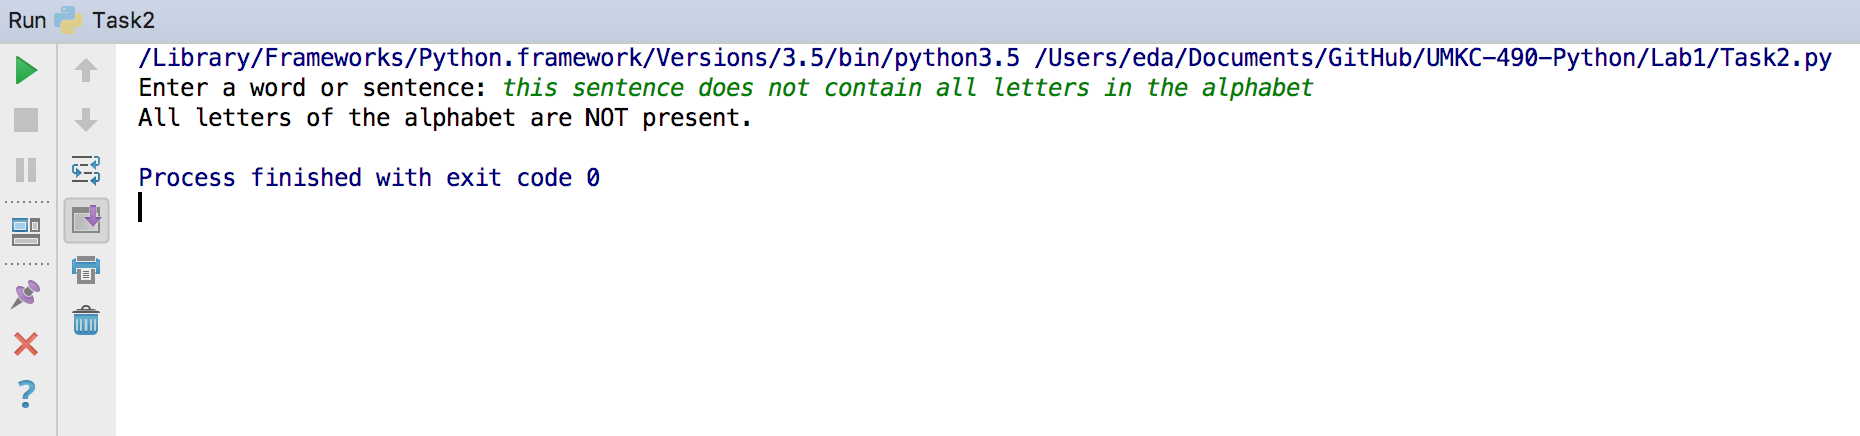 Run Task2
/Library/Frameworks/Python.framework/Versions/3.5/bin/python3.5 /Users/eda/Documents/GitHub/UMKC-490-Python/Lab1/Task2.py
Enter a word or sentence: this sentence does not contain all letters in the alphabet
All letters of the alphabet are NOT present.
Process finished with exit code 0
?